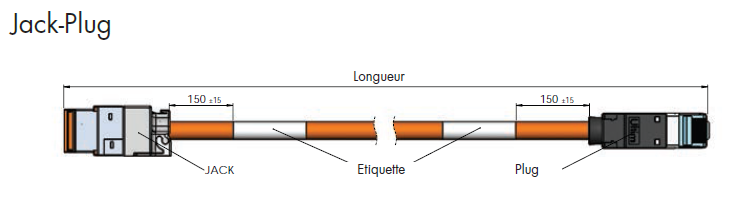 Jack-Plug
Longueur
150 ±15
150 ±15
JACK
Etiquette
Plug